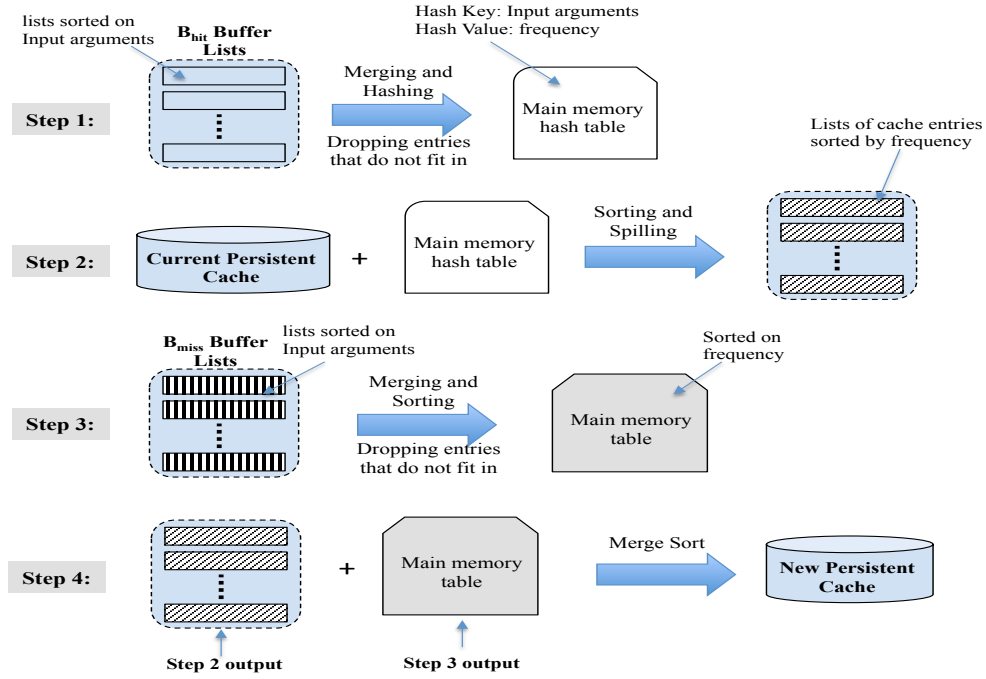 lists sorted on
Input arguments
Bhit Buffer
Lists
Hash Key: Input arguments
Hash Value: frequency
Step 1:
Merging and
Hashing
Dropping entries
that do not fit in
Main memory
hash table
Lists of cache entries
sorted by frequency
Step 2:
Current Persistent
Cache
+
Main memory
hash table
Sorting and
Spilling
Bmiss Buffer
Lists
lists sorted on
Input arguments
Sorted on
frequency
Step 3:
Merging and
Sorting
Dropping entries
that do not fit in
Main memory
table
Step 4:
+
Main memory
table
Merge Sort
New Persistent
Cache
Step 2 output
Step 3 output